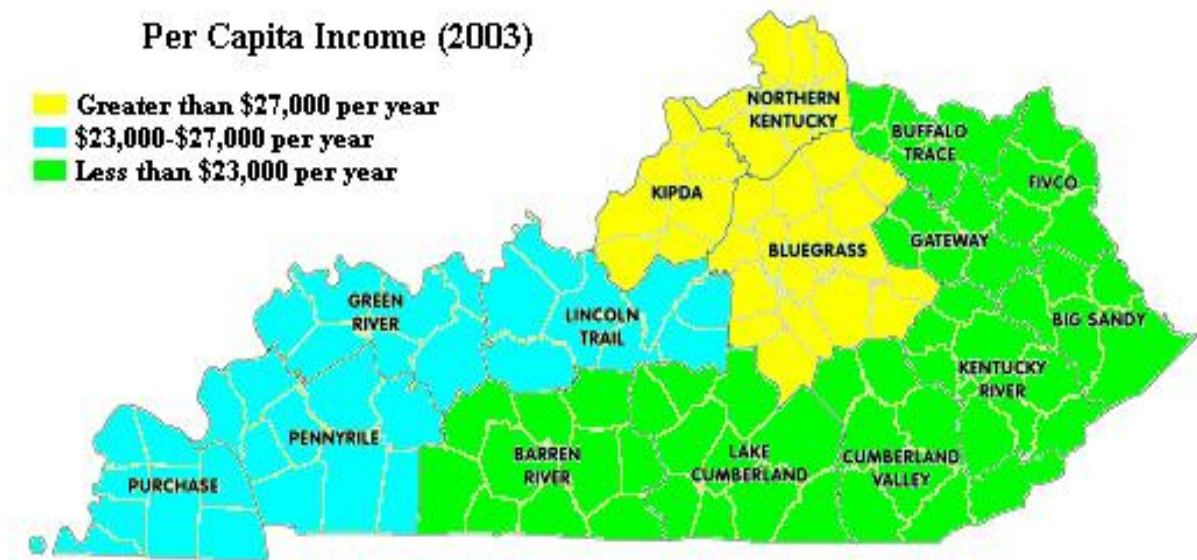 Per Capita Income (2003)
Greater than $27,000 per year
$23,000-$27,000 per year
Less than $23,000 per year
NORTHERN
KENTUCKY
BUFFALO
TRACE
FIVCO
KIPDA
BLUEGRASS
GATEWAY
GREEN
RIVER
LINCOLN
TRAIL
BIG SANDY
KENTUCKY
RIVER
PENNYRILE
BARREN
RIVER
LAKE
CUMBERLAND
CUMBERLAND
VALLEY
PURCHASE